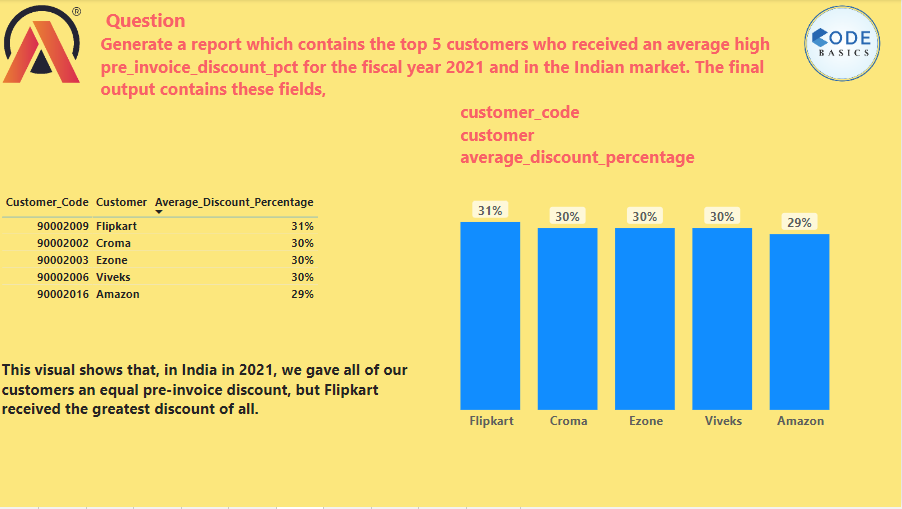 ®
Question
Generate a report which contains the top 5 customers who received an average high
pre_invoice_discount_pct for the fiscal year 2021 and in the Indian market. The final
output contains these fields,
customer_code
customer
average_discount_percentage
CODE
BASICS
Customer_Code Customer Average_Discount_Percentage
90002009 Flipkart 31%
90002002 Croma 30%
90002003 Ezone 30%
90002006 Viveks 30%
90002016 Amazon 29%
This visual shows that, in India in 2021, we gave all of our
customers an equal pre-invoice discount, but Flipkart
received the greatest discount of all.
31% 30% 30% 30% 29%
Flipkart Croma Ezone Viveks Amazon